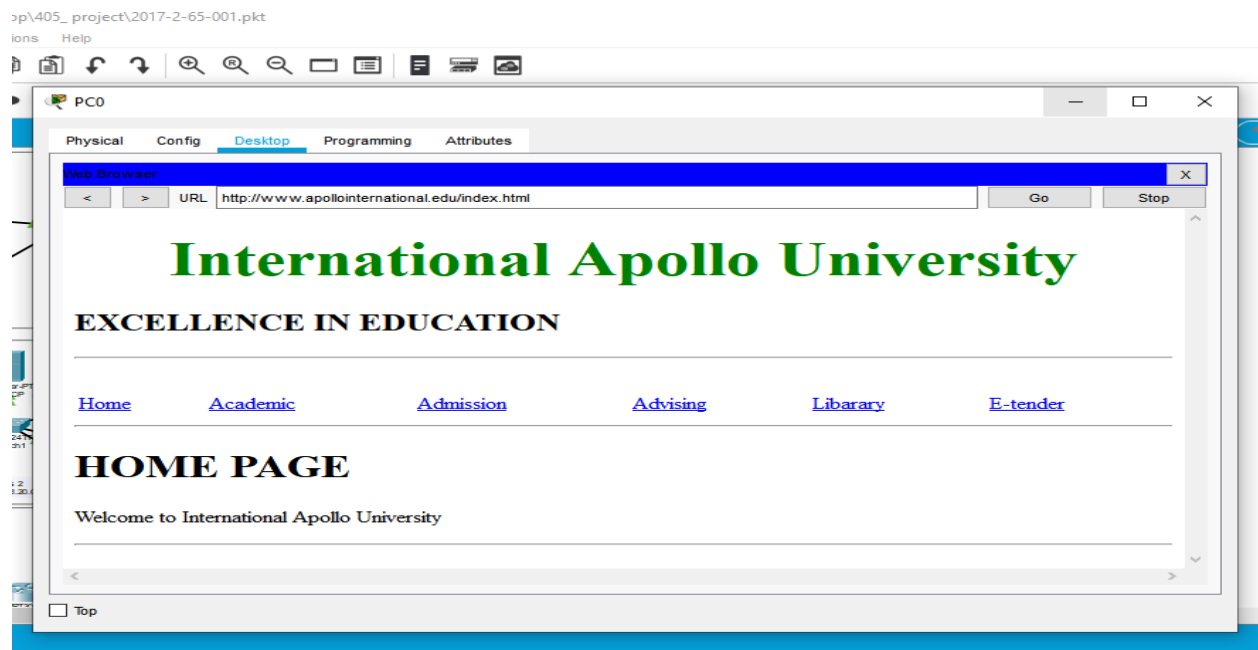 op\405_ project\2017-2-65-001.pkt
ions Help
PC0
Physical Config Desktop Programming Attributes
Web Browser X
< > URL http://www.apollointernational.edu/index.html Go Stop
International Apollo University
EXCELLENCE IN EDUCATION
Home Academic Admission Advising Libarary E-tender
HOME PAGE
Welcome to International Apollo University
Top